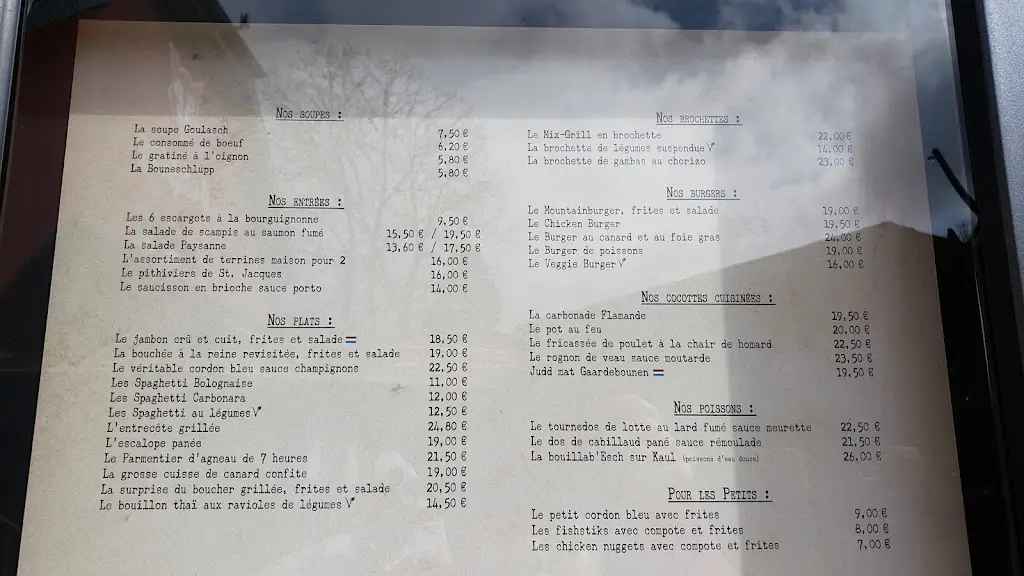 Nos soupes :
La soupe Goulasch 7,50 €
Le consommé de boeuf 6,20 €
Le gratiné à l'oignon 5,80 €
La Bouneschlupp 5,80 €
Nos entrées :
Les 6 escargots à la bourguignonne 9,50 €
La salade de scampis au saumon fumé 15,50 € / 19,50 €
La salade Paysanne 13,60 € / 17,50 €
L'assortiment de terrines maison pour 2 16,00 €
Le pithiviers de St. Jacques 16,00 €
Le saucisson en brioche sauce porto 14,00 €
Nos plats :
Le jambon crû et cuit, frites et salade 18,50 €
La bouchée à la reine revisitée, frites et salade 19,00 €
Le véritable cordon bleu sauce champignons 22,50 €
Les Spaghetti Bolognaise 11,00 €
Les Spaghetti Carbonara 12,00 €
Les Spaghetti au légumes 12,50 €
L'entrecôte grillée 24,80 €
L'escalope panée 19,00 €
Le Parmentier d'agneau de 7 heures 21,50 €
La grosse cuisse de canard confite 19,00 €
La surprise du boucher grillée, frites et salade 20,50 €
Le bouillon thaï aux ravioles de légumes 14,50 €
Nos brochettes :
Le Mix-Grill en brochette 22,00 €
La brochette de légumes suspendue 14,00 €
La brochette de gambas au chorizo 23,00 €
Nos burgers :
Le Mountainburger, frites et salade 19,00 €
Le Chicken Burger 19,50 €
Le Burger au canard et au foie gras 24,00 €
Le Burger de poissons 19,00 €
Le Veggie Burger 16,00 €
Nos cocottes cuisinées :
La carbonade Flamande 19,50 €
Le pot au feu 20,00 €
Le fricassée de poulet à la chair de homard 22,50 €
Le rognon de veau sauce moutarde 23,50 €
Judd mat Gaardebounen 19,50 €
Nos poissons :
Le tournedos de lotte au lard fumé sauce meurette 22,50 €
Le dos de cabillaud pané sauce rémoulade 21,50 €
La bouillab'Esch sur Kaul (poissons d'eau douce) 26,00 €
Pour les Petits :
Le petit cordon bleu avec frites 9,00 €
Les fishstiks avec compote et frites 8,00 €
Les chicken nuggets avec compote et frites 7,00 €